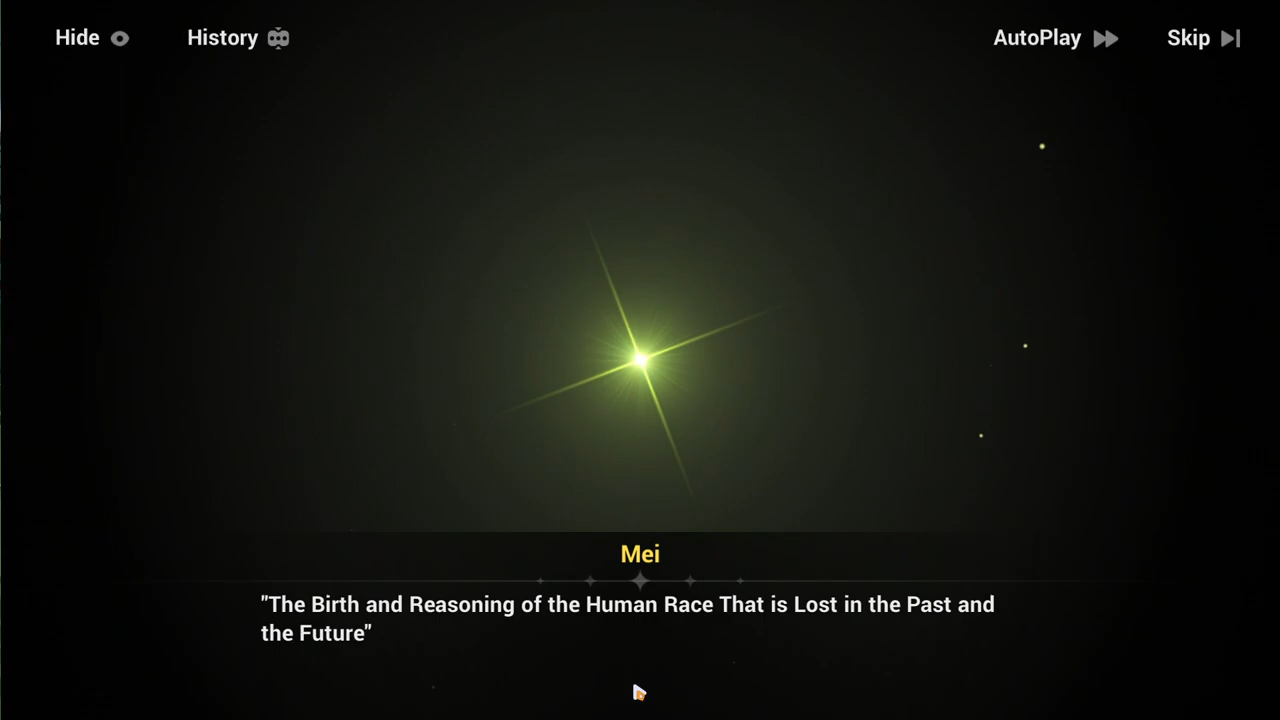 Hide
History
AutoPlay
Skip
Mei
"The Birth and Reasoning of the Human Race That is Lost in the Past and
the Future"